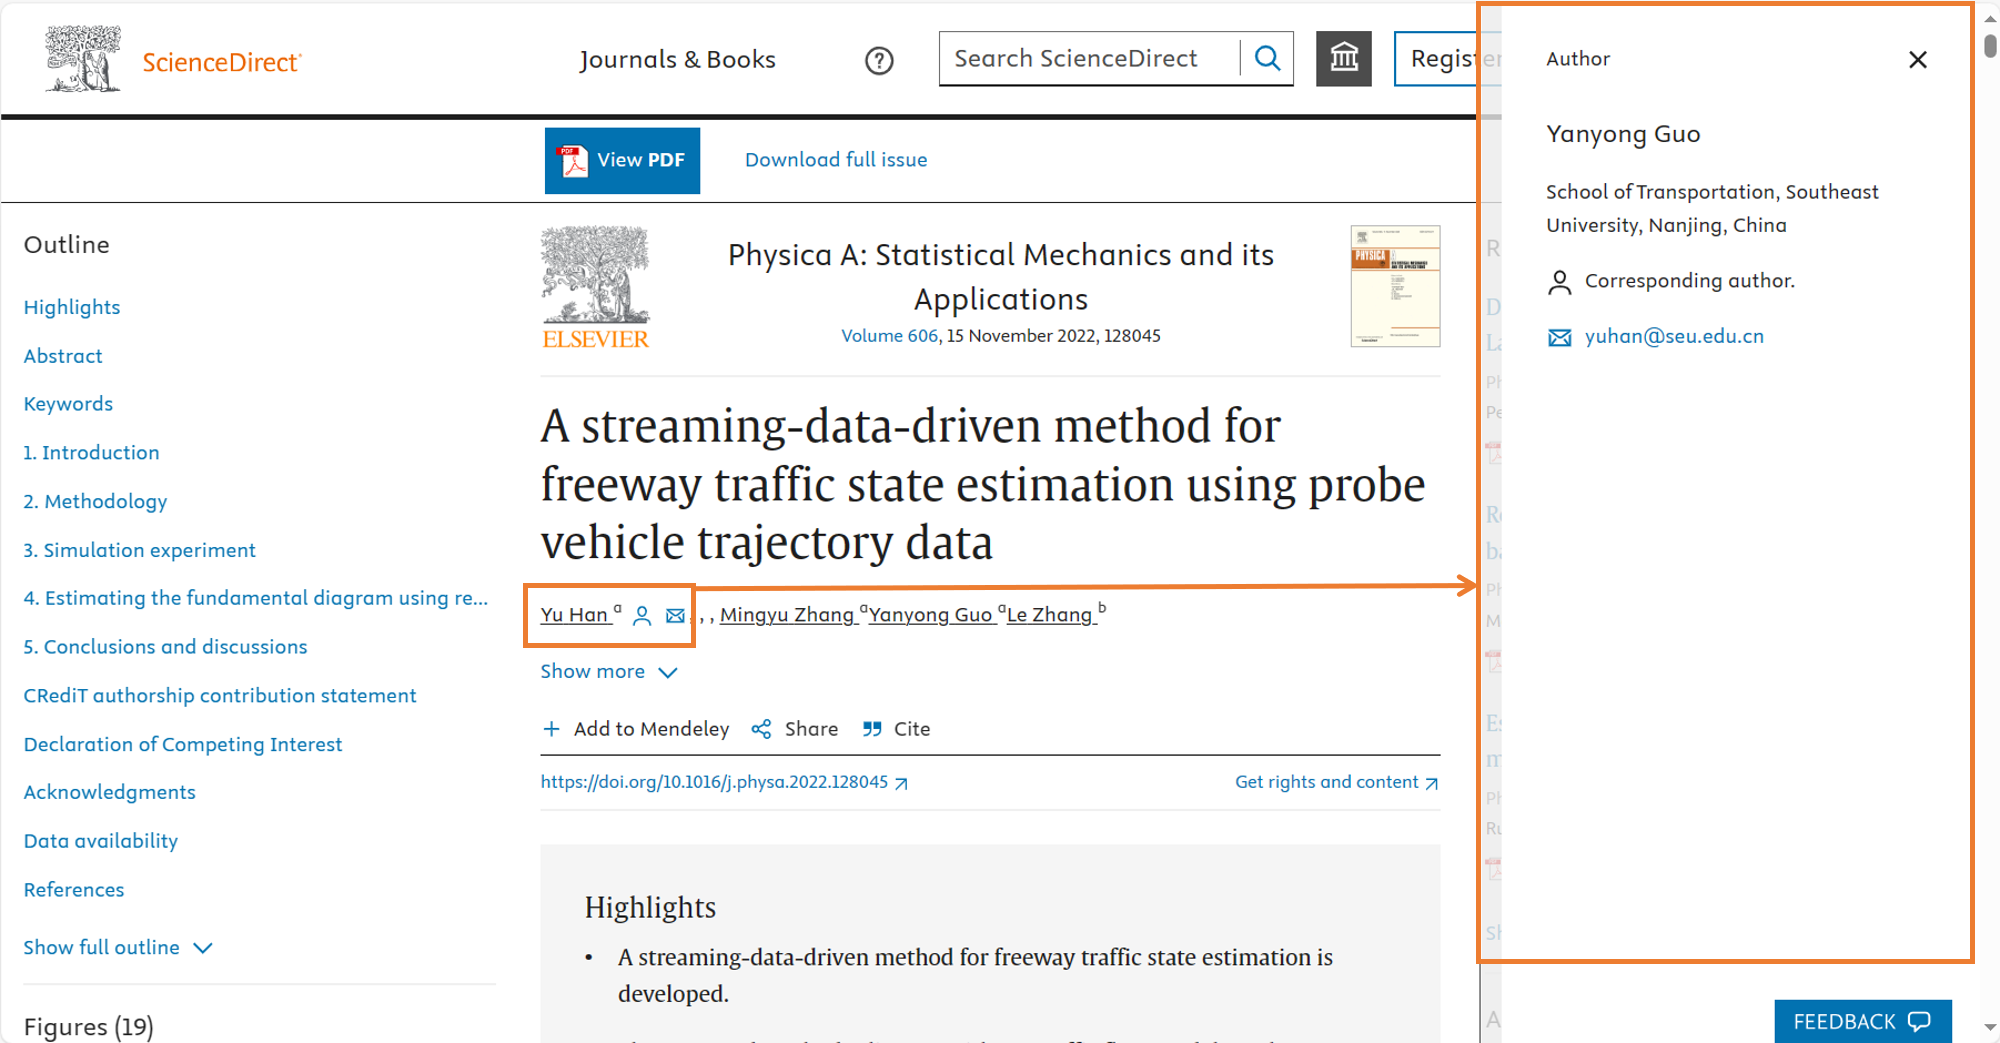 ScienceDirect
Journals & Books
?
Search ScienceDirect
Register
View PDF
Download full issue
Outline
Highlights
Abstract
Keywords
1. Introduction
2. Methodology
3. Simulation experiment
4. Estimating the fundamental diagram using re...
5. Conclusions and discussions
CRediT authorship contribution statement
Declaration of Competing Interest
Acknowledgments
Data availability
References
Show full outline
Figures (19)
ELSEVIER
Physica A: Statistical Mechanics and its
Applications
Volume 606, 15 November 2022, 128045
PHYSICA
A streaming-data-driven method for
freeway traffic state estimation using probe
vehicle trajectory data
Yu Han a , , Mingyu Zhang a Yanyong Guo a Le Zhang b
Show more
Add to Mendeley Share Cite
https://doi.org/10.1016/j.physa.2022.128045
Get rights and content
Highlights
• A streaming-data-driven method for freeway traffic state estimation is
developed.
Author
Yanyong Guo
School of Transportation, Southeast
University, Nanjing, China
Corresponding author.
yuhan@seu.edu.cn
FEEDBACK